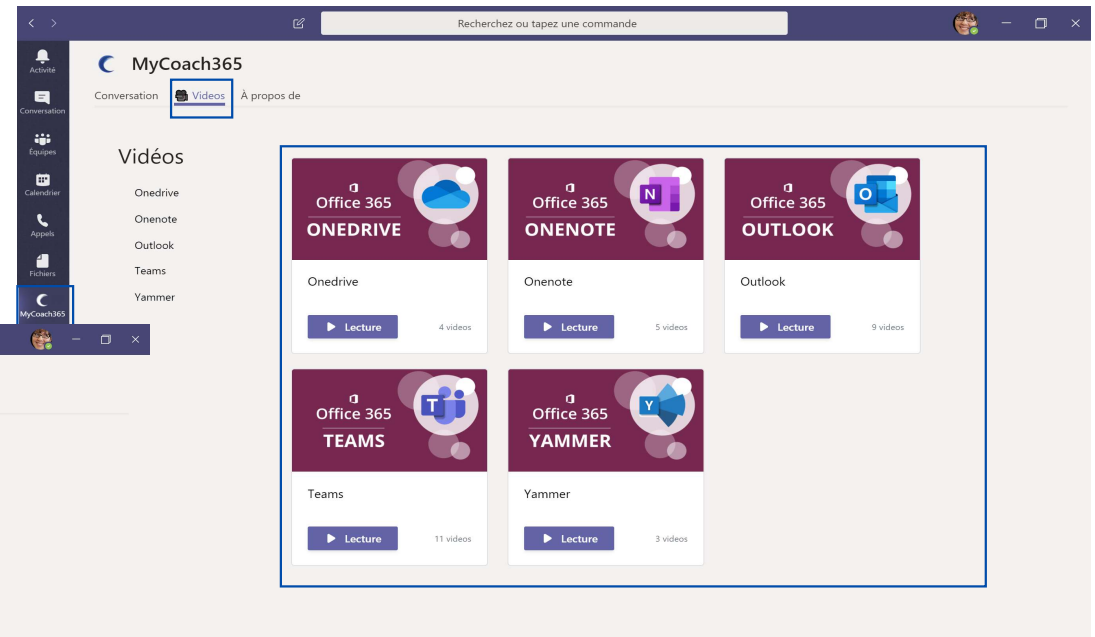 Recherchez ou tapez une commande
Activité
Conversation
Équipes
Calendrier
Appels
Fichiers
MyCoach365
MyCoach365
Conversation
Videos
À propos de
Vidéos
Onedrive
Onenote
Outlook
Teams
Yammer
Office 365
ONEDRIVE
Onedrive
Lecture
4 videos
Office 365
N
ONENOTE
Onenote
Lecture
5 videos
Office 365
O
OUTLOOK
Outlook
Lecture
9 videos
Office 365
T
TEAMS
Teams
Lecture
11 videos
Office 365
Y
YAMMER
Yammer
Lecture
3 videos